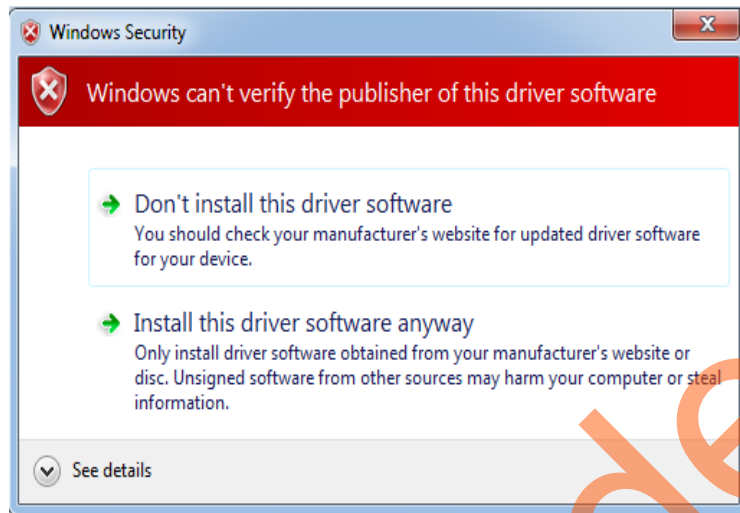 Windows Security
Windows can't verify the publisher of this driver software
Don't install this driver software
You should check your manufacturer's website for updated driver software
for your device.
Install this driver software anyway
Only install driver software obtained from your manufacturer's website or
disc. Unsigned software from other sources may harm your computer or steal
information.
See details